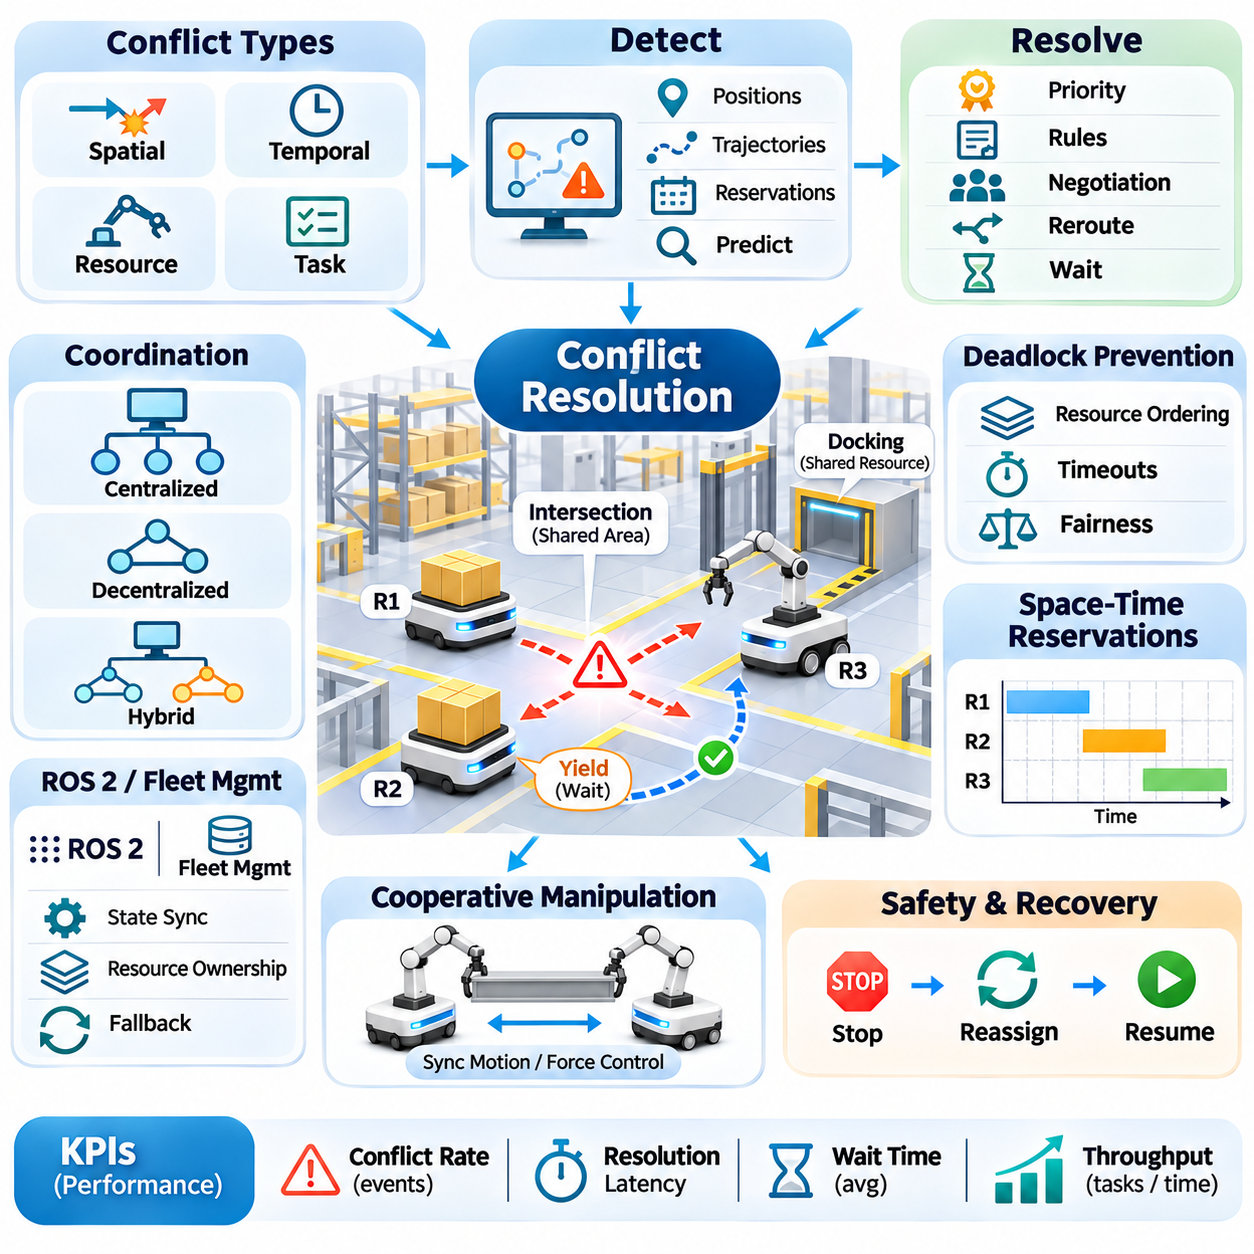 Conflict Types
Spatial
Temporal
Resource
Task
Detect
Positions
Trajectories
Reservations
Predict
Resolve
Priority
Rules
Negotiation
Reroute
Wait
Coordination
Centralized
Decentralized
Hybrid
Conflict
Resolution
Docking
(Shared Resource)
Intersection
(Shared Area)
R1
R3
R2
Yield
(Wait)
Deadlock Prevention
Resource Ordering
Timeouts
Fairness
Space-Time
Reservations
R1
R2
R3
Time
ROS 2 / Fleet Mgmt
ROS 2
Fleet Mgmt
State Sync
Resource Ownership
Fallback
Cooperative Manipulation
Sync Motion / Force Control
Safety & Recovery
STOP
Stop
Reassign
Resume
KPIs
(Performance)
Conflict Rate
(events)
Resolution
Latency
Wait Time
(avg)
Throughput
(tasks / time)